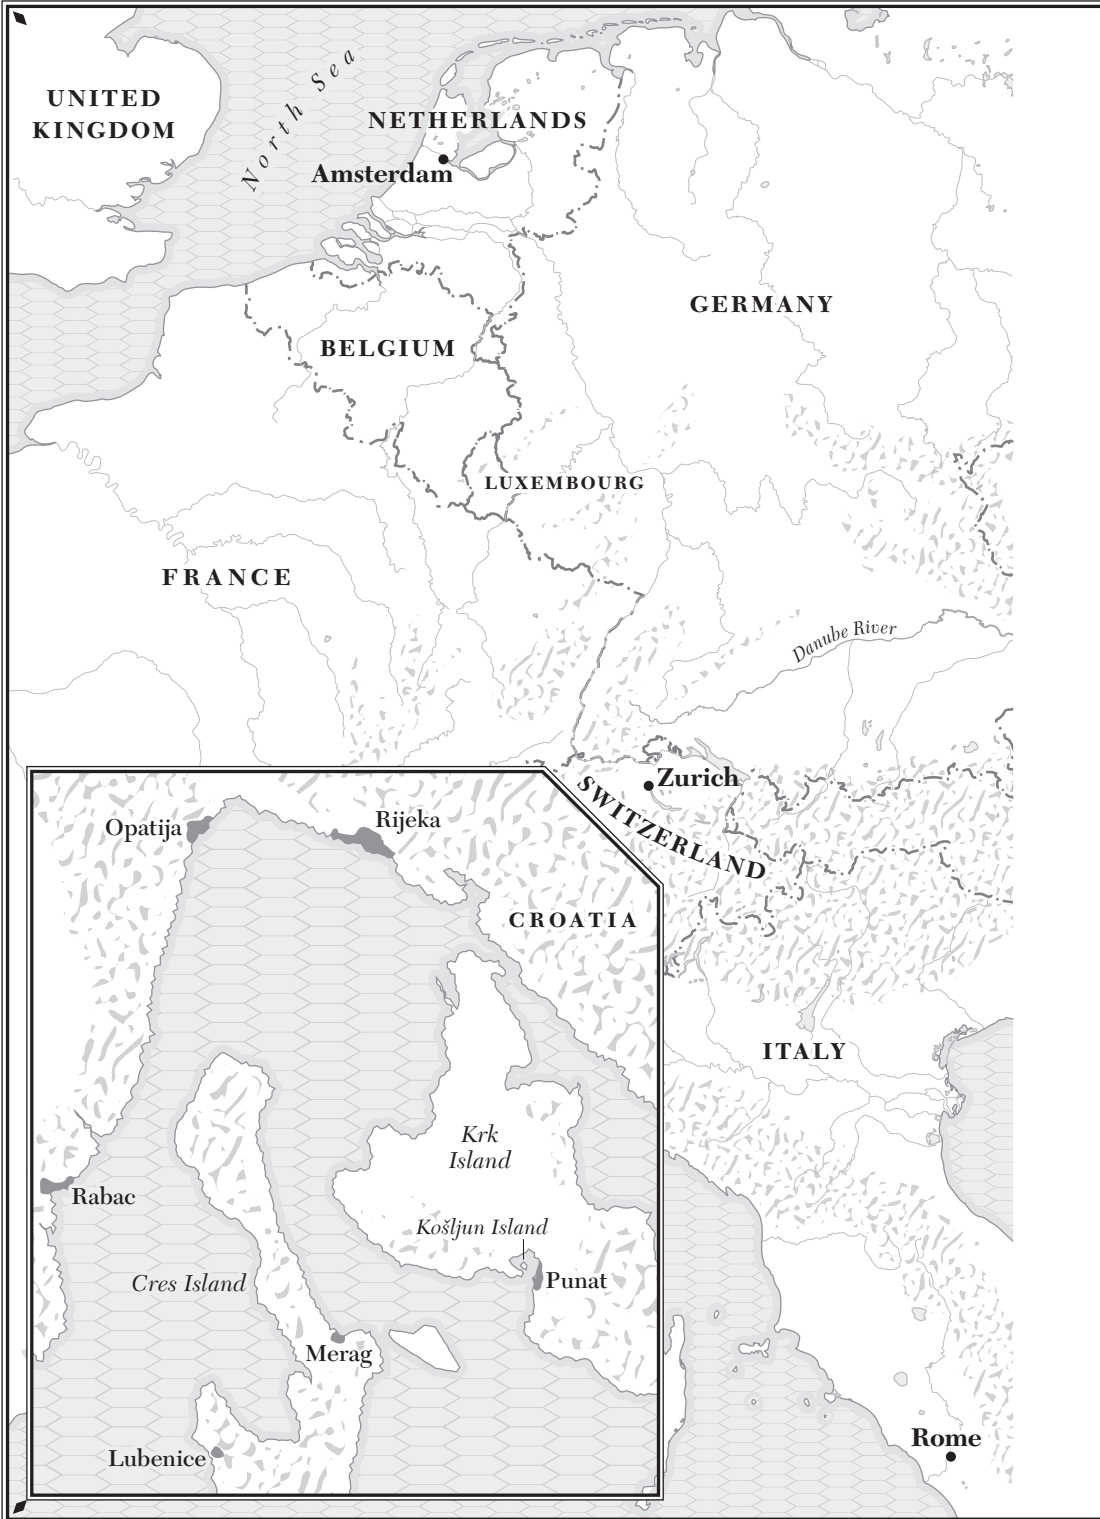 UNITED
KINGDOM
North Sea
NETHERLANDS
Amsterdam
GERMANY
BELGIUM
LUXEMBOURG
FRANCE
Danube River
Zurich
SWITZERLAND
Opatija
Rijeka
CROATIA
ITALY
Krk
Island
Rabac
Košljun Island
Cres Island
Punat
Merag
Rome
Lubenice